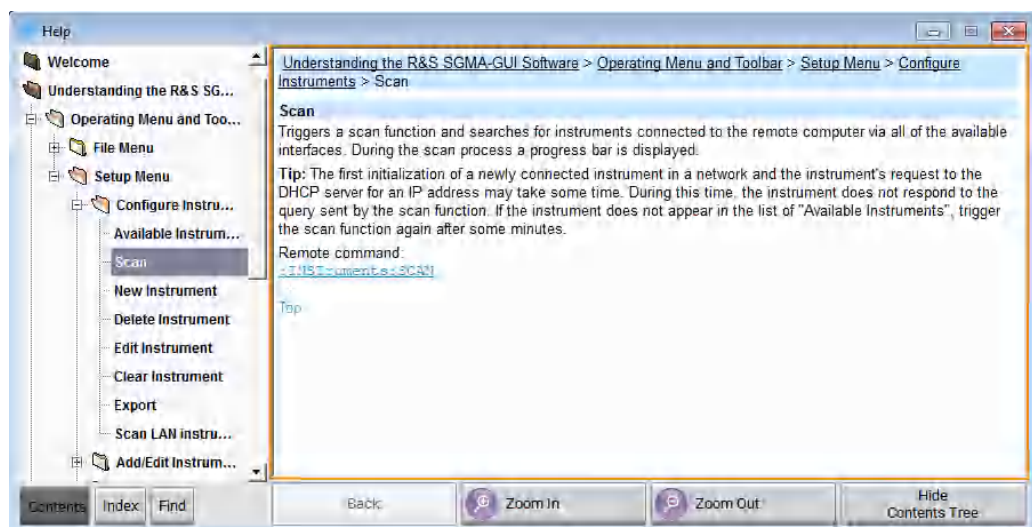 Help
Welcome
Understanding the R&S SG...
Operating Menu and Too...
File Menu
Setup Menu
Configure Instru...
Available Instrum...
Scan
New Instrument
Delete Instrument
Edit Instrument
Clear Instrument
Export
Scan LAN instru...
Add/Edit Instrum...
Contents
Index
Find
Understanding the R&S SGMA-GUI Software > Operating Menu and Toolbar > Setup Menu > Configure
Instruments > Scan
Scan
Triggers a scan function and searches for instruments connected to the remote computer via all of the available
interfaces. During the scan process a progress bar is displayed.
Tip: The first initialization of a newly connected instrument in a network and the instrument's request to the
DHCP server for an IP address may take some time. During this time, the instrument does not respond to the
query sent by the scan function. If the instrument does not appear in the list of "Available Instruments", trigger
the scan function again after some minutes.
Remote command:
:INSTruments:SCAN
Top
Back
Zoom In
Zoom Out
Hide
Contents Tree